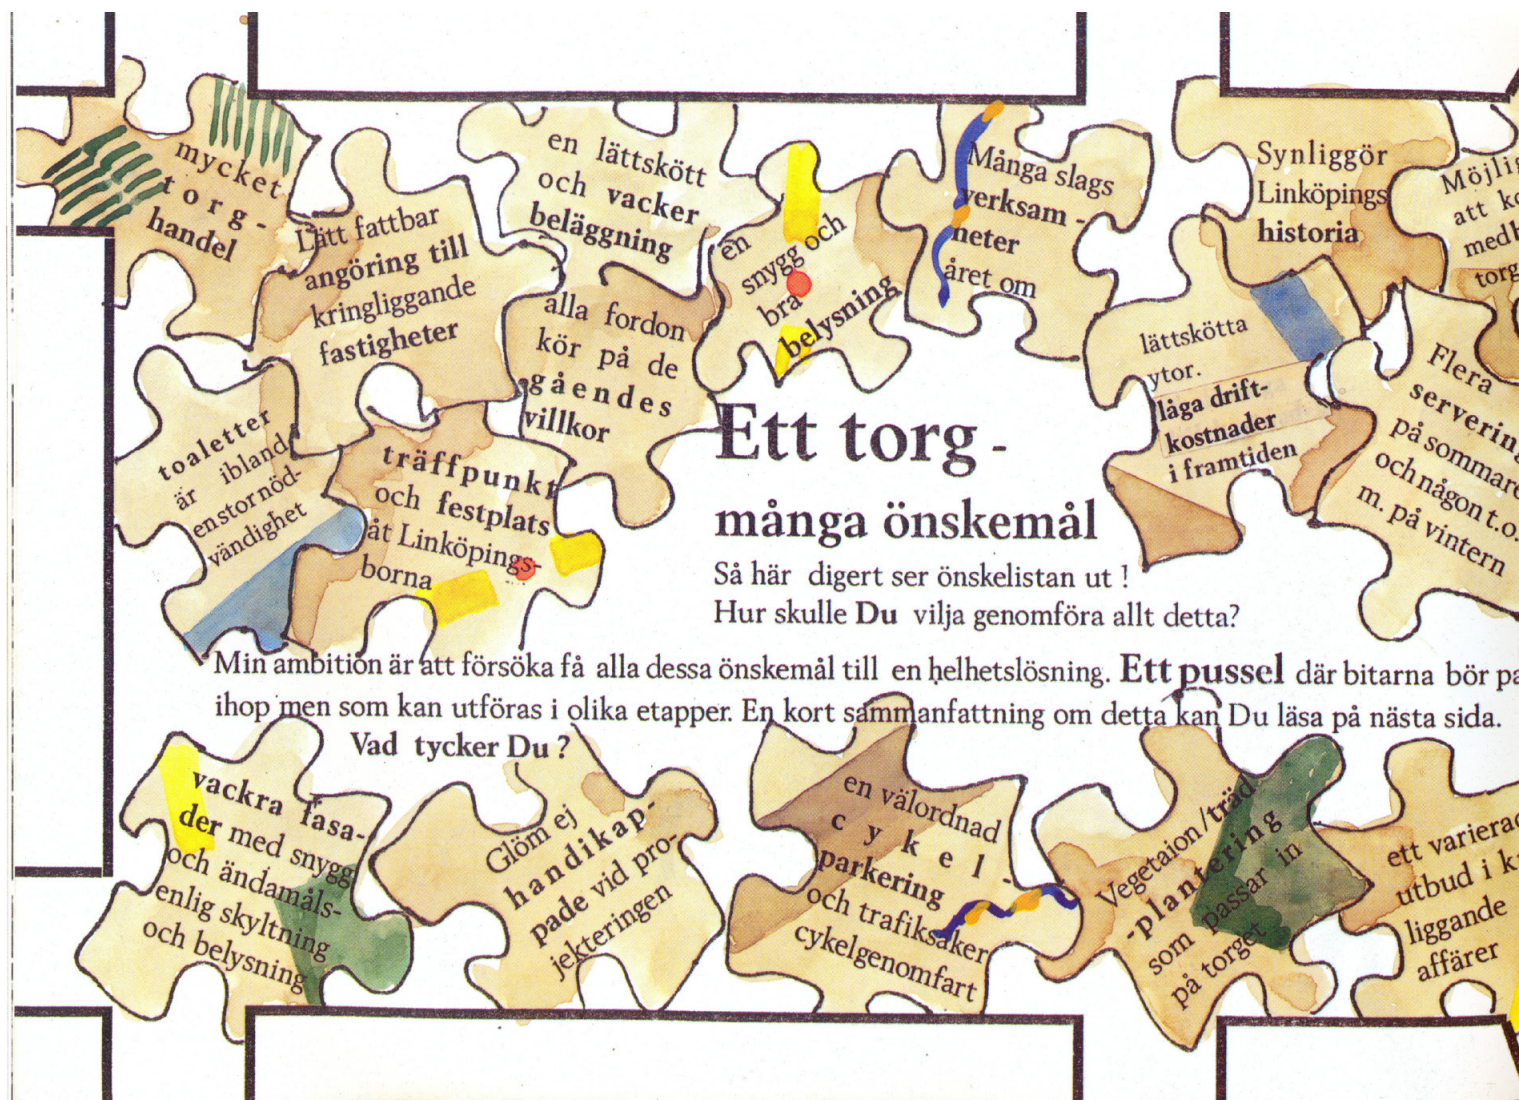 mycket
torg-
handel
Lätt fattbar
angöring till
kringliggande
fastigheter
en lättskött
och vacker
beläggning
alla fordon
kör på de
gåendes
villkor
en
snygg och
bra
belysning
Många slags
verksam-
heter
året om
Synliggör
Linköpings
historia
att
lättskötta
ytor.
låga drift-
kostnader
i framtiden
Flera
på
och någon t.o.
m. på vintern
toaletter
är ibland
en stor nöd-
vändighet
träffpunkt
och festplats
åt Linköpings-
borna
Ett torg -
många önskemål
Så här digert ser önskelistan ut !
Hur skulle Du vilja genomföra allt detta?
Min ambition är att försöka få alla dessa önskemål till en helhetslösning. Ett pussel där bitarna bör
ihop men som kan utföras i olika etapper. En kort sammanfattning om detta kan Du läsa på nästa sida.
Vad tycker Du ?
vackra fasa-
der med snygg
och ändamåls-
enlig skyltning
och belysning
Glöm ej
handikap-
pade vid pro-
jekteringen
en välordnad
cykel-
parkering
och trafiksäker
cykelgenomfart
Vegetaion/träd
-plantering
som passar in
på torget
ett
utbud i
liggande
affärer